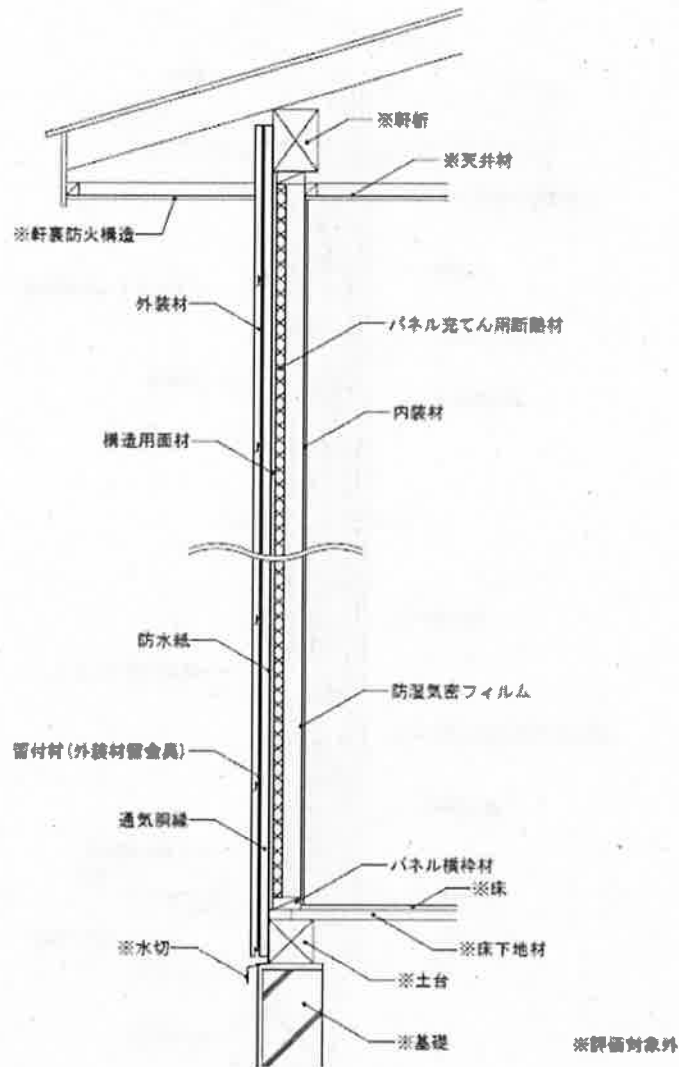 ※軒桁
※天井材
※軒裏防火構造
外装材
パネル充てん用断熱材
内装材
構造用面材
防水紙
防湿気密フィルム
留付材(外装材留金具)
通気胴縁
パネル横枠材
※床
※水切
※床下地材
※土台
※基礎
※評価対象外